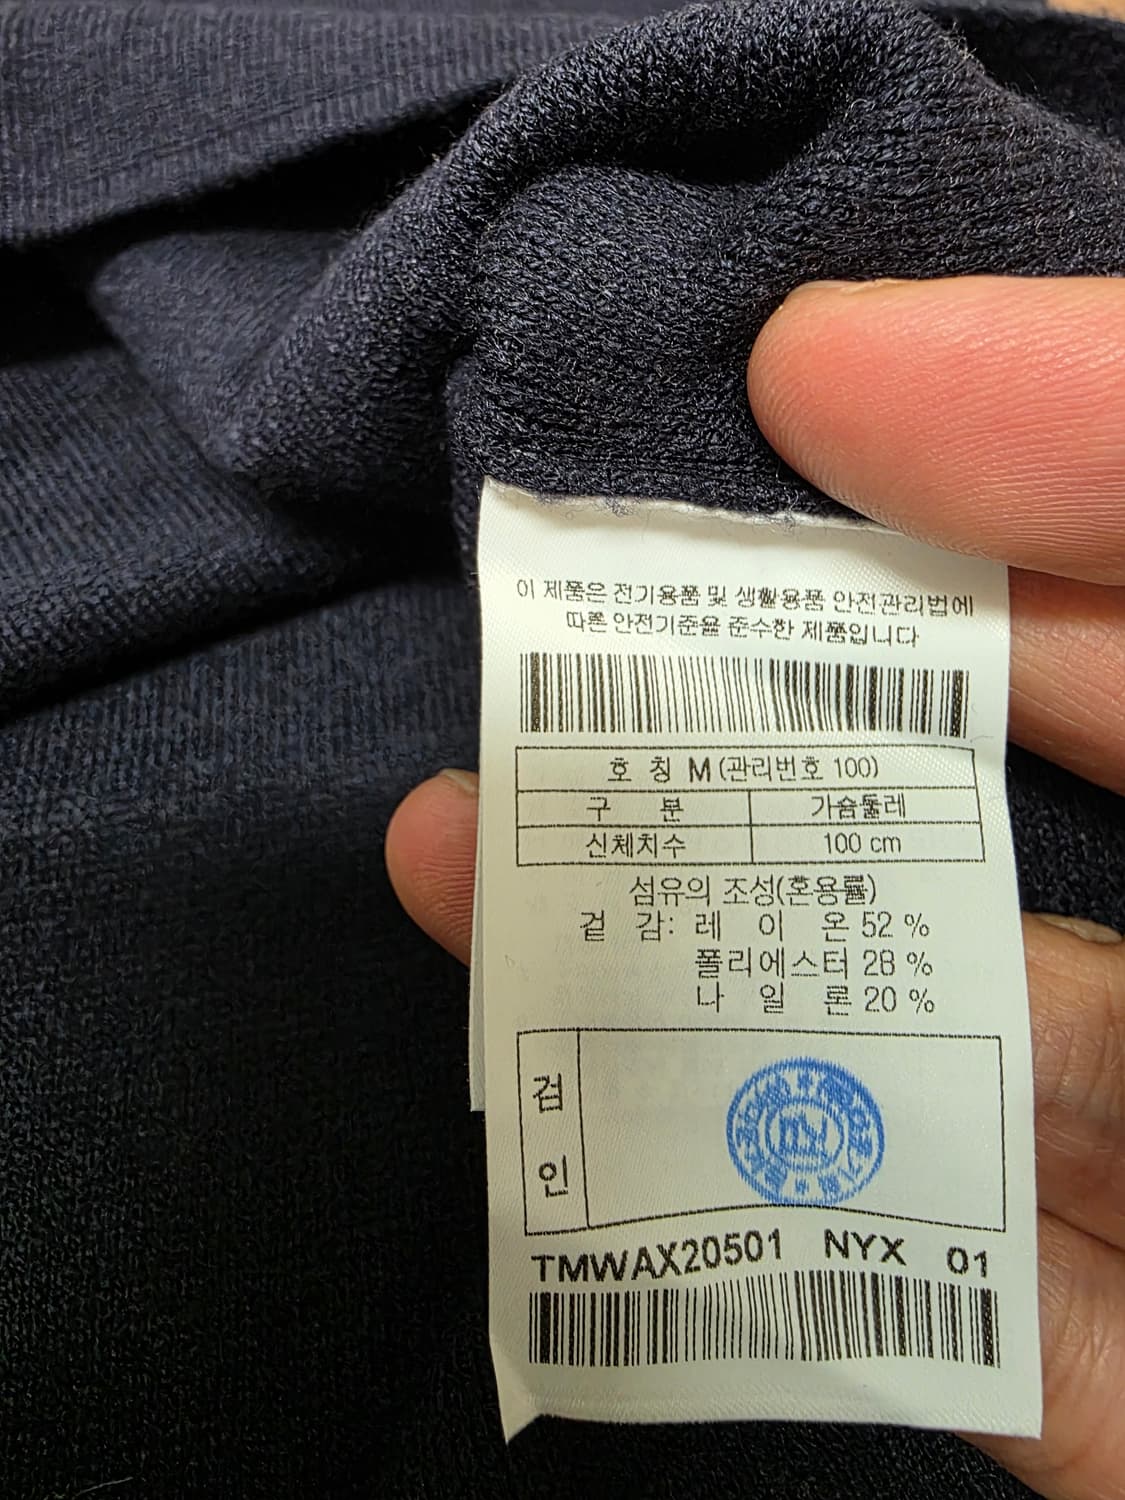 이 제품은 전기용품 및 생활용품 안전관리법에
따른 안전기준을 준수한 제품입니다
호 칭 M (관리번호 100)
구 분 가슴둘레
신체치수 100 cm
섬유의 조성(혼용률)
겉 감: 레 이 온 52 %
폴리에스터 28 %
나 일 론 20 %
검
인
TMWAX20501 NYX 01